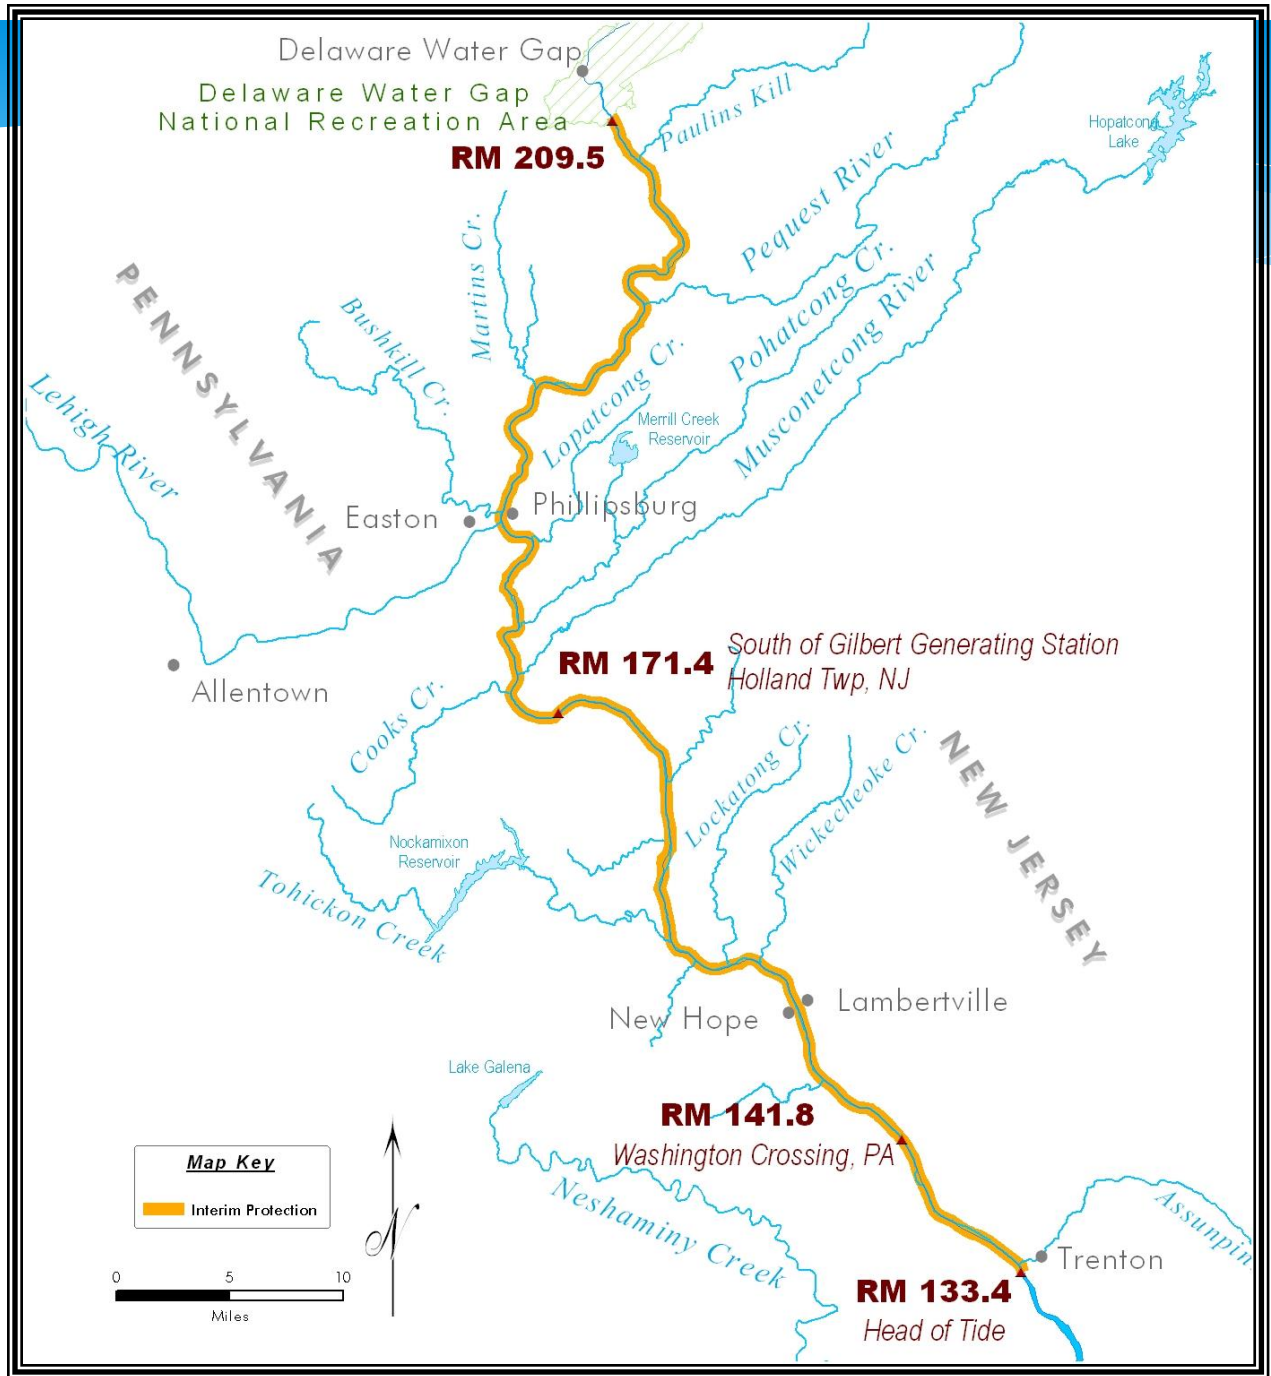 Delaware Water Gap
Delaware Water Gap
National Recreation Area
RM 209.5
Paulins Kill
Hopatcong
Lake
Pequest River
Martins Cr.
Pohatcong Cr.
Musconetcong River
PENNSYLVANIA
Bushkill Cr.
Lopatcong Cr.
Lehigh River
Merrill Creek
Reservoir
Easton
Phillipsburg
RM 171.4
South of Gilbert Generating Station
Holland Twp, NJ
Allentown
Cooks Cr.
Lockatong Cr.
Wickecheoke Cr.
NEW JERSEY
Nockamixon
Reservoir
Tohickon Creek
New Hope
Lambertville
Lake Galena
RM 141.8
Washington Crossing, PA
Neshaminy Creek
Assunpin
Trenton
RM 133.4
Head of Tide
Map Key
Interim Protection
N
0 5 10
Miles